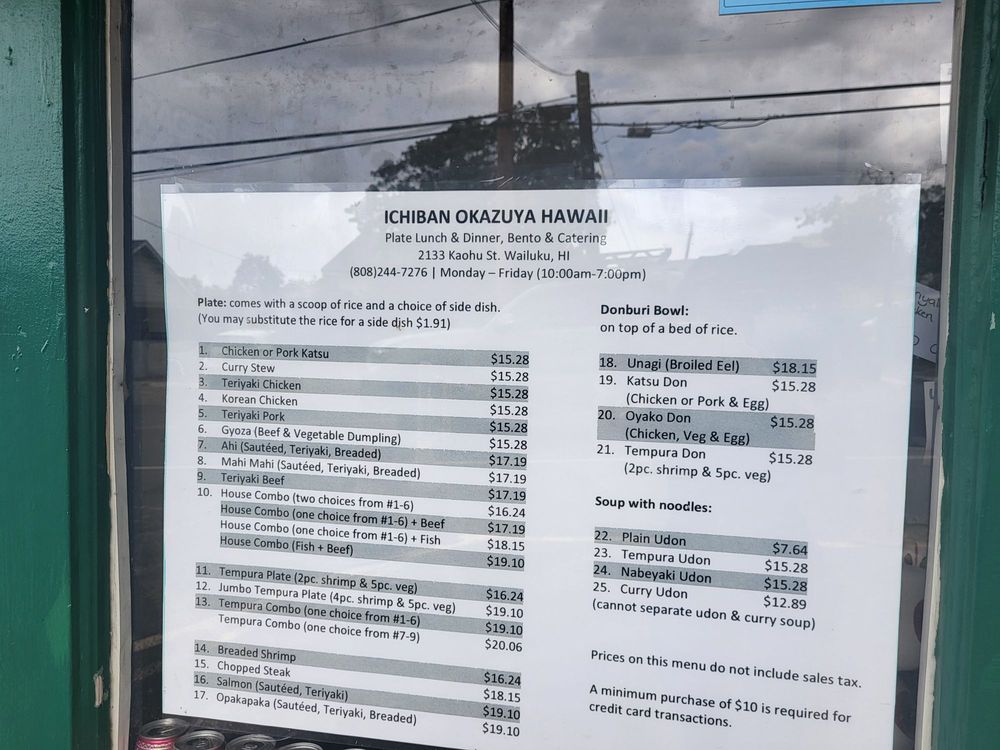 ICHIBAN OKAZUYA HAWAII
Plate Lunch & Dinner, Bento & Catering
2133 Kaohu St. Wailuku, HI
(808)244-7276 | Monday – Friday (10:00am-7:00pm)
Plate: comes with a scoop of rice and a choice of side dish.
(You may substitute the rice for a side dish $1.91)
1. Chicken or Pork Katsu $15.28
2. Curry Stew $15.28
3. Teriyaki Chicken $15.28
4. Korean Chicken $15.28
5. Teriyaki Pork $15.28
6. Gyoza (Beef & Vegetable Dumpling) $15.28
7. Ahi (Sautéed, Teriyaki, Breaded) $17.19
8. Mahi Mahi (Sautéed, Teriyaki, Breaded) $17.19
9. Teriyaki Beef $17.19
10. House Combo (two choices from #1-6) $16.24
House Combo (one choice from #1-6) + Beef $17.19
House Combo (one choice from #1-6) + Fish $18.15
House Combo (Fish + Beef) $19.10
11. Tempura Plate (2pc. shrimp & 5pc. veg) $16.24
12. Jumbo Tempura Plate (4pc. shrimp & 5pc. veg) $19.10
13. Tempura Combo (one choice from #1-6) $19.10
Tempura Combo (one choice from #7-9) $20.06
14. Breaded Shrimp $16.24
15. Chopped Steak $18.15
16. Salmon (Sautéed, Teriyaki) $19.10
17. Opakapaka (Sautéed, Teriyaki, Breaded) $19.10
Donburi Bowl:
on top of a bed of rice.
18. Unagi (Broiled Eel) $18.15
19. Katsu Don $15.28
(Chicken or Pork & Egg)
20. Oyako Don $15.28
(Chicken, Veg & Egg)
21. Tempura Don $15.28
(2pc. shrimp & 5pc. veg)
Soup with noodles:
22. Plain Udon $7.64
23. Tempura Udon $15.28
24. Nabeyaki Udon $15.28
25. Curry Udon $12.89
(cannot separate udon & curry soup)
Prices on this menu do not include sales tax.
A minimum purchase of $10 is required for
credit card transactions.